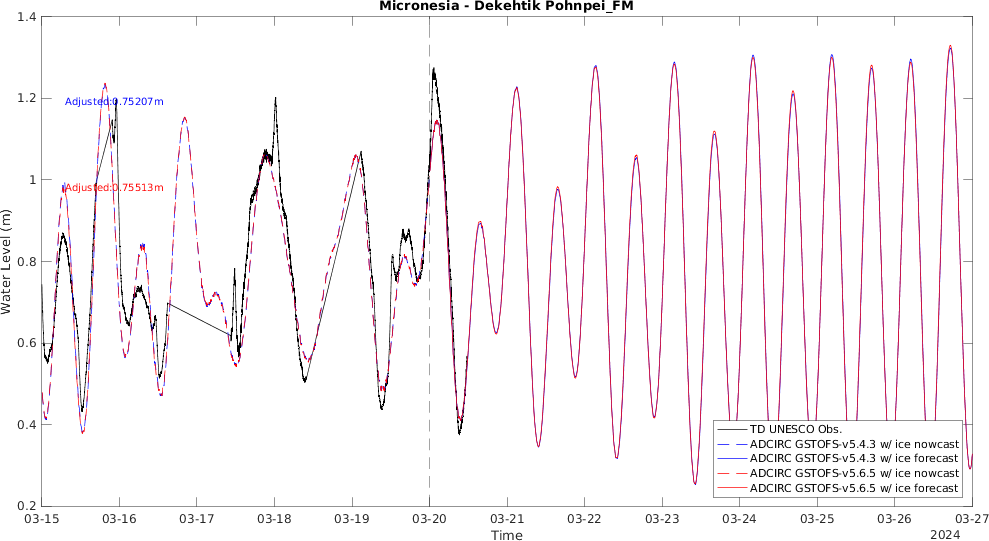 Micronesia - Dekehtik Pohnpei_FM
1.4
1.2
1
0.8
0.6
0.4
0.2
Water Level (m)
Adjusted:0.75207m
Adjusted:0.75513m
TD UNESCO Obs.
ADCIRC GSTOFS-v5.4.3 w/ ice nowcast
ADCIRC GSTOFS-v5.4.3 w/ ice forecast
ADCIRC GSTOFS-v5.6.5 w/ ice nowcast
ADCIRC GSTOFS-v5.6.5 w/ ice forecast
03-15 03-16 03-17 03-18 03-19 03-20 03-21 03-22 03-23 03-24 03-25 03-26 03-27
Time
2024